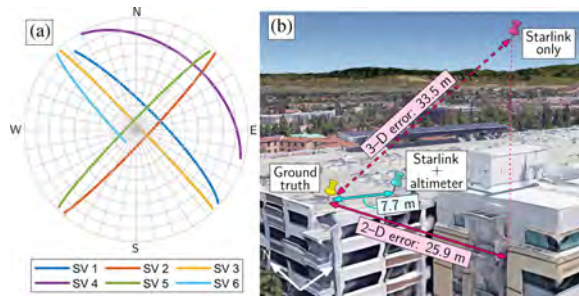 (a)
N
W
E
S
SV 1
SV 2
SV 3
SV 4
SV 5
SV 6
(b)
Starlink
only
3-D error: 33.5 m
Ground
truth
Starlink
+
altimeter
7.7 m
2-D error: 25.9 m
N